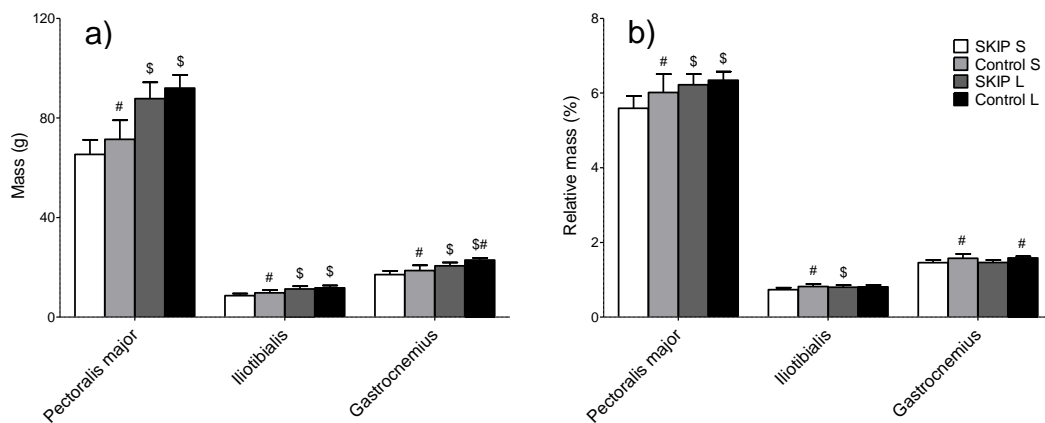 a)
Mass (g)
120
80
40
0
#
$
$
#
$
$
#
$
$#
Pectoralis major
Iliotibialis
Gastrocnemius
b)
Relative mass (%)
8
6
4
2
0
#
$
$
#
$
#
#
Pectoralis major
Iliotibialis
Gastrocnemius
SKIP S
Control S
SKIP L
Control L